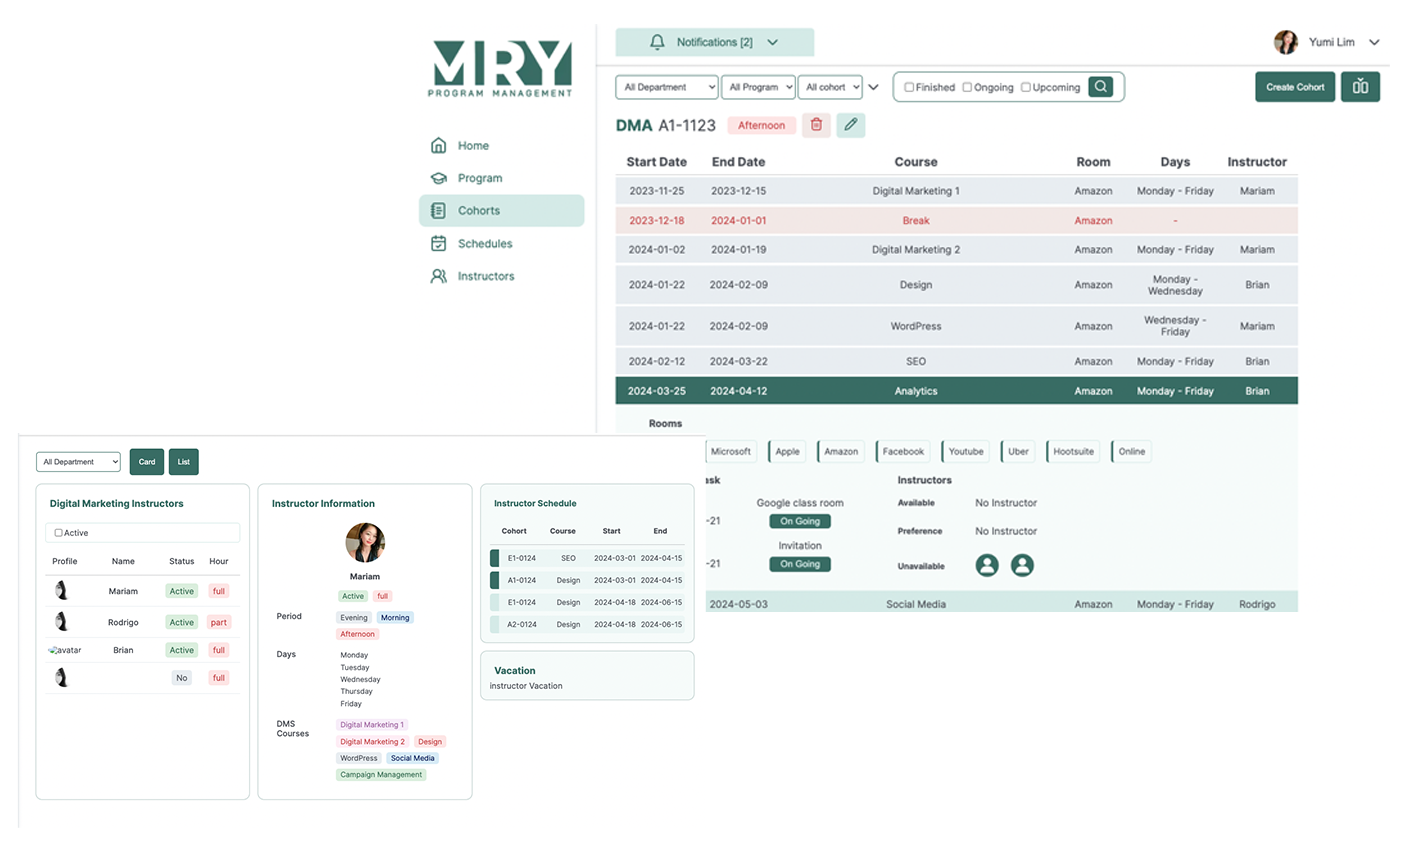 MRY
PROGRAM MANAGEMENT
Home
Program
Cohorts
Schedules
Instructors
Notifications [2]
Yumi Lim
All Department All Program All cohort Finished Ongoing Upcoming Create Cohort
DMA A1-1123 Afternoon
Start Date End Date Course Room Days Instructor
2023-11-25 2023-12-15 Digital Marketing 1 Amazon Monday - Friday Mariam
2023-12-18 2024-01-01 Break Amazon -
2024-01-02 2024-01-19 Digital Marketing 2 Amazon Monday - Friday Mariam
2024-01-22 2024-02-09 Design Amazon Monday - Wednesday Brian
2024-01-22 2024-02-09 WordPress Amazon Wednesday - Friday Mariam
2024-02-12 2024-03-22 SEO Amazon Monday - Friday Brian
2024-03-25 2024-04-12 Analytics Amazon Monday - Friday Brian
Rooms
Microsoft Apple Amazon Facebook Youtube Uber Hootsuite Online
ask Instructors
Google class room Available No Instructor
-21 On Going
Invitation Preference No Instructor
-21 On Going Unavailable
2024-05-03 Social Media Amazon Monday - Friday Rodrigo
All Department Card List
Digital Marketing Instructors
Active
Profile Name Status Hour
Mariam Active full
Rodrigo Active part
avatar Brian Active full
No full
Instructor Information
Mariam
Active full
Period Evening Morning
Afternoon
Days Monday
Tuesday
Wednesday
Thursday
Friday
DMS Courses Digital Marketing 1
Digital Marketing 2 Design
WordPress Social Media
Campaign Management
Instructor Schedule
Cohort Course Start End
E1-0124 SEO 2024-03-01 2024-04-15
A1-0124 Design 2024-03-01 2024-04-15
E1-0124 Design 2024-04-18 2024-06-15
A2-0124 Design 2024-04-18 2024-06-15
Vacation
instructor Vacation